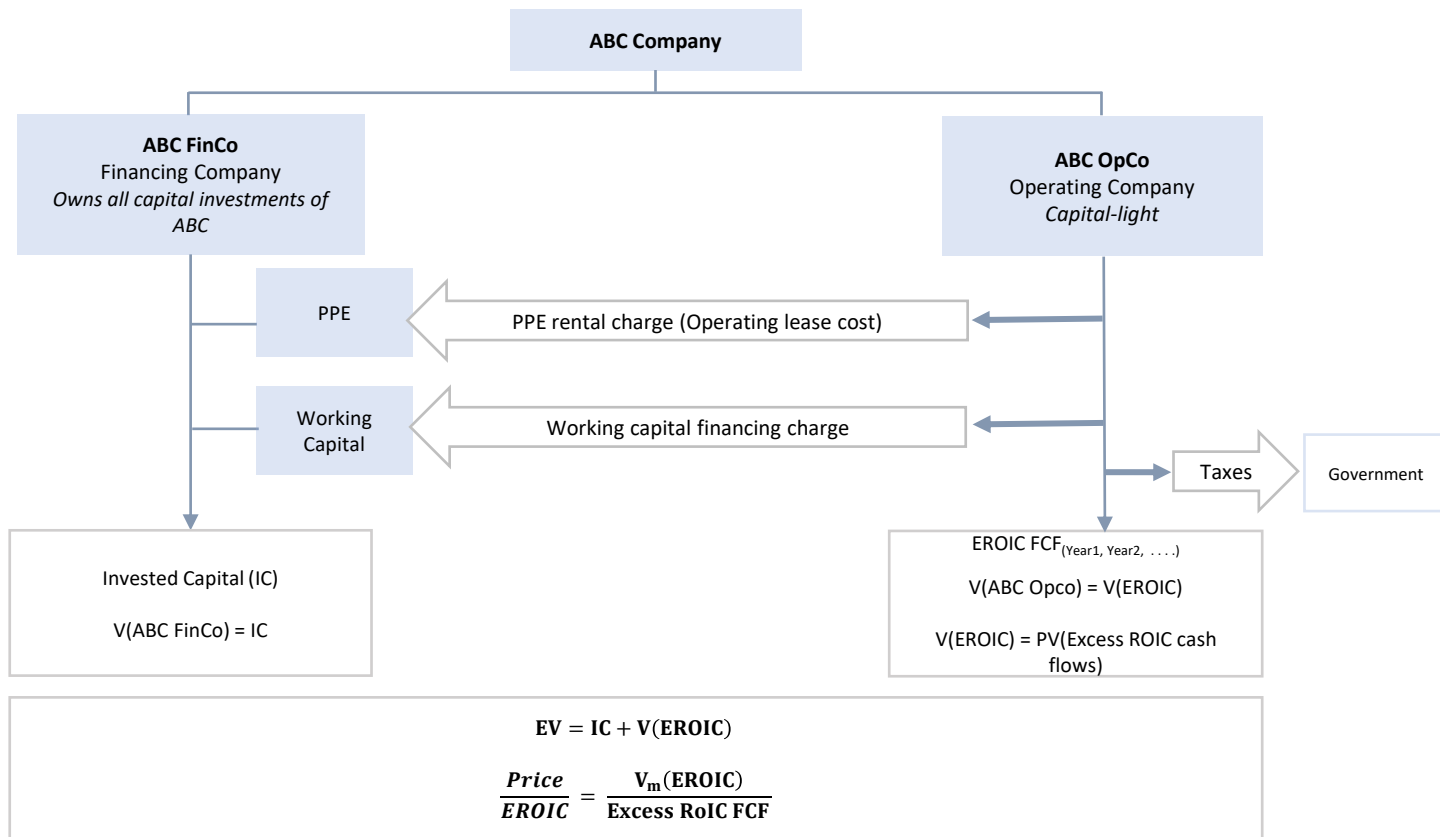 ABC Company
ABC FinCo
Financing Company
Owns all capital investments of
ABC
ABC OpCo
Operating Company
Capital-light
PPE
PPE rental charge (Operating lease cost)
Working
Capital
Working capital financing charge
Taxes
Government
Invested Capital (IC)
V(ABC FinCo) = IC
EROIC FCF(Year1, Year2, ....)
V(ABC Opco) = V(EROIC)
V(EROIC) = PV(Excess ROIC cash
flows)
EV = IC + V(EROIC)
Price/EROIC = Vm(EROIC)/Excess RoIC FCF